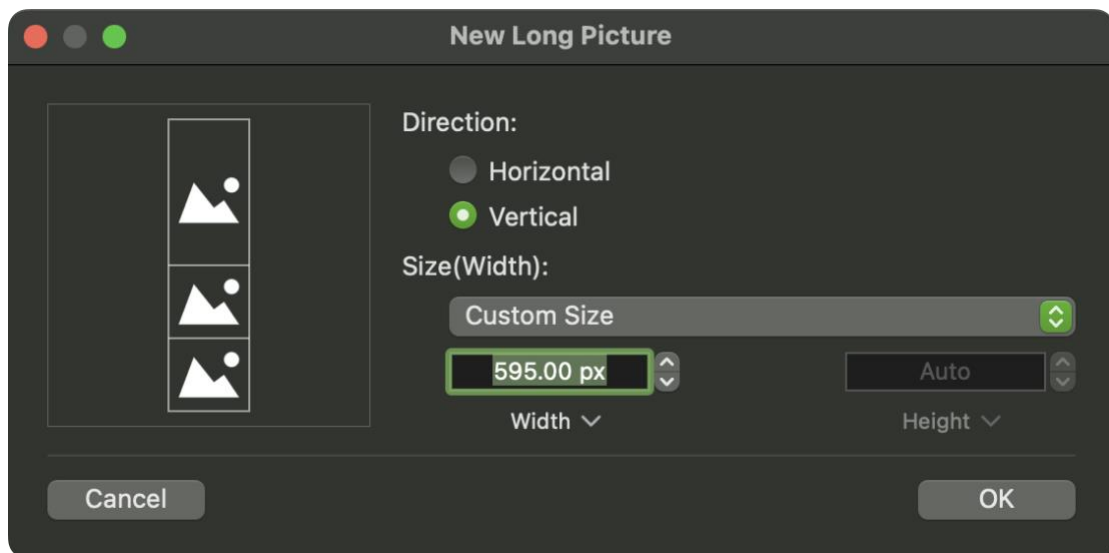 New Long Picture
Direction:
Horizontal
Vertical
Size(Width):
Custom Size
595.00 px
Auto
Width
Height
Cancel
OK